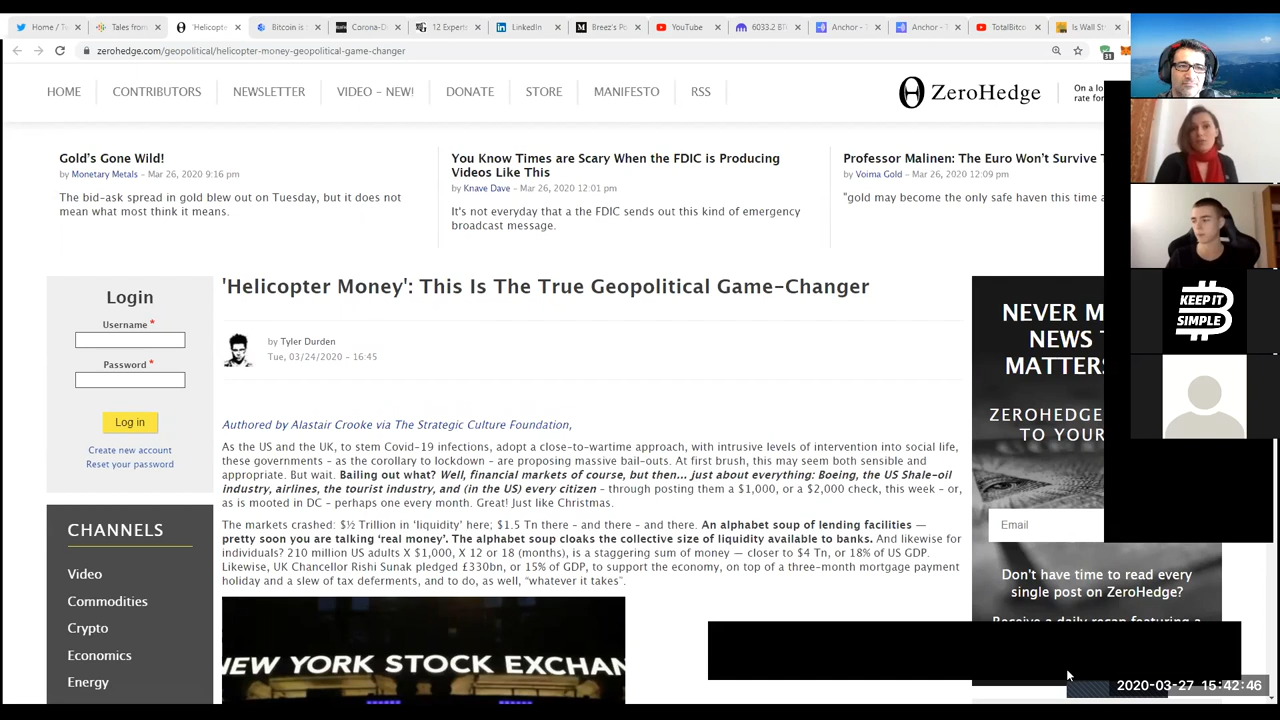 Home / Tw
Tales from
'Helicopte
Bitcoin is
Corona-D
12 Experts
LinkedIn
Breez's Po
YouTube
6033.2 BT
Anchor - T
Anchor - T
TotalBitco
Is Wall St
zerohedge.com/geopolitical/helicopter-money-geopolitical-game-changer
31
HOME
CONTRIBUTORS
NEWSLETTER
VIDEO – NEW!
DONATE
STORE
MANIFESTO
RSS
ZeroHedge
On a lo
rate for
Gold's Gone Wild!
by Monetary Metals – Mar 26, 2020 9:16 pm
The bid-ask spread in gold blew out on Tuesday, but it does not
mean what most think it means.
You Know Times are Scary When the FDIC is Producing
Videos Like This
by Knave Dave – Mar 26, 2020 12:01 pm
It's not everyday that a the FDIC sends out this kind of emergency
broadcast message.
Professor Malinen: The Euro Won't Survive T
by Voima Gold – Mar 26, 2020 12:09 pm
"gold may become the only safe haven this time a
KEEP IT
SIMPLE
Login
Username *
Password *
Log in
Create new account
Reset your password
CHANNELS
Video
Commodities
Crypto
Economics
Energy
'Helicopter Money': This Is The True Geopolitical Game-Changer
by Tyler Durden
Tue, 03/24/2020 – 16:45
Authored by Alastair Crooke via The Strategic Culture Foundation,
As the US and the UK, to stem Covid-19 infections, adopt a close-to-wartime approach, with intrusive levels of intervention into social life,
these governments – as the corollary to lockdown – are proposing massive bail-outs. At first brush, this may seem both sensible and
appropriate. But wait. Bailing out what? Well, financial markets of course, but then... just about everything: Boeing, the US Shale-oil
industry, airlines, the tourist industry, and (in the US) every citizen – through posting them a $1,000, or a $2,000 check, this week – or,
as is mooted in DC – perhaps one every month. Great! Just like Christmas.
The markets crashed: $½ Trillion in 'liquidity' here; $1.5 Tn there – and there – and there. An alphabet soup of lending facilities —
pretty soon you are talking 'real money'. The alphabet soup cloaks the collective size of liquidity available to banks. And likewise for
individuals? 210 million US adults X $1,000, X 12 or 18 (months), is a staggering sum of money — closer to $4 Tn, or 18% of US GDP.
Likewise, UK Chancellor Rishi Sunak pledged £330bn, or 15% of GDP, to support the economy, on top of a three-month mortgage payment
holiday and a slew of tax deferments, and to do, as well, "whatever it takes".
NEW YORK STOCK EXCHAN
NEVER M
NEWS T
MATTERS
ZEROHEDGE
TO YOUR
Email
Don't have time to read every
single post on ZeroHedge?
Receive a daily recap featuring a
2020-03-27 15:42:46